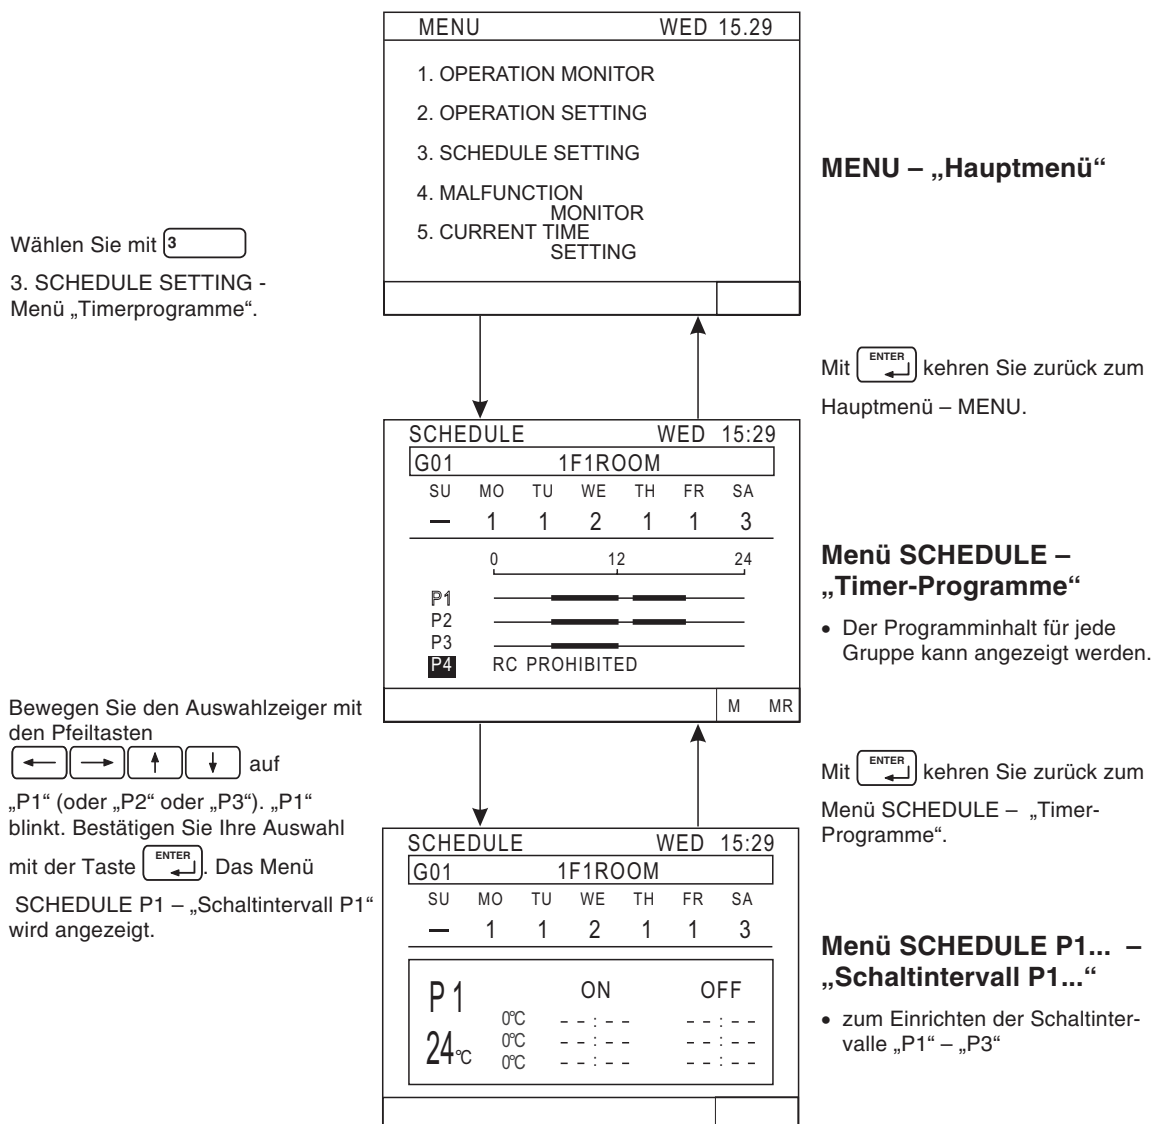 MENU WED 15.29
1. OPERATION MONITOR
2. OPERATION SETTING
3. SCHEDULE SETTING
4. MALFUNCTION
MONITOR
5. CURRENT TIME
SETTING
MENU – „Hauptmenü“
Wählen Sie mit 3
3. SCHEDULE SETTING -
Menü „Timerprogramme“.
Mit ENTER kehren Sie zurück zum
Hauptmenü – MENU.
SCHEDULE WED 15:29
G01 1F1ROOM
SU MO TU WE TH FR SA
— 1 1 2 1 1 3
0 12 24
P1
P2
P3
P4 RC PROHIBITED
M MR
Menü SCHEDULE –
„Timer-Programme“
• Der Programminhalt für jede
Gruppe kann angezeigt werden.
Bewegen Sie den Auswahlzeiger mit
den Pfeiltasten
← → ↑ ↓ auf
„P1“ (oder „P2“ oder „P3“). „P1“
blinkt. Bestätigen Sie Ihre Auswahl
mit der Taste ENTER. Das Menü
SCHEDULE P1 – „Schaltintervall P1“
wird angezeigt.
Mit ENTER kehren Sie zurück zum
Menü SCHEDULE – „Timer-
Programme“.
SCHEDULE WED 15:29
G01 1F1ROOM
SU MO TU WE TH FR SA
— 1 1 2 1 1 3
P 1 ON OFF
0°C - - : - - - - : - -
24°C 0°C - - : - - - - : - -
0°C - - : - - - - : - -
Menü SCHEDULE P1... –
„Schaltintervall P1...“
• zum Einrichten der Schaltinter-
valle „P1“ – „P3“